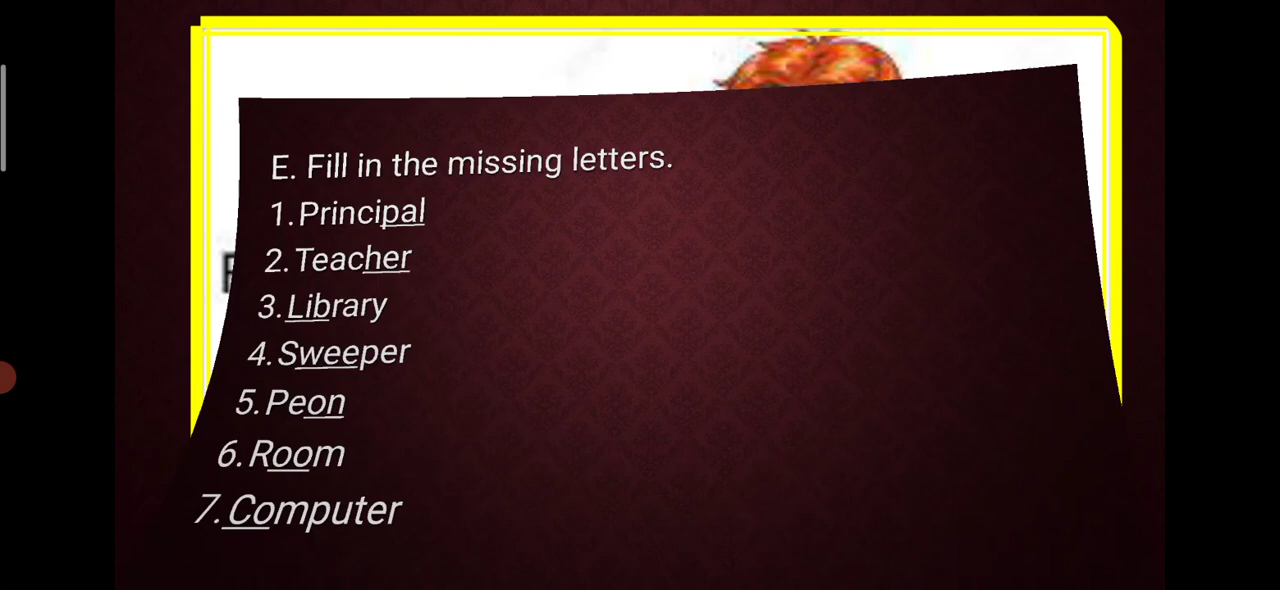 E. Fill in the missing letters.
1. Principal
2. Teacher
3. Library
4. Sweeper
5. Peon
6. Room
7. Computer